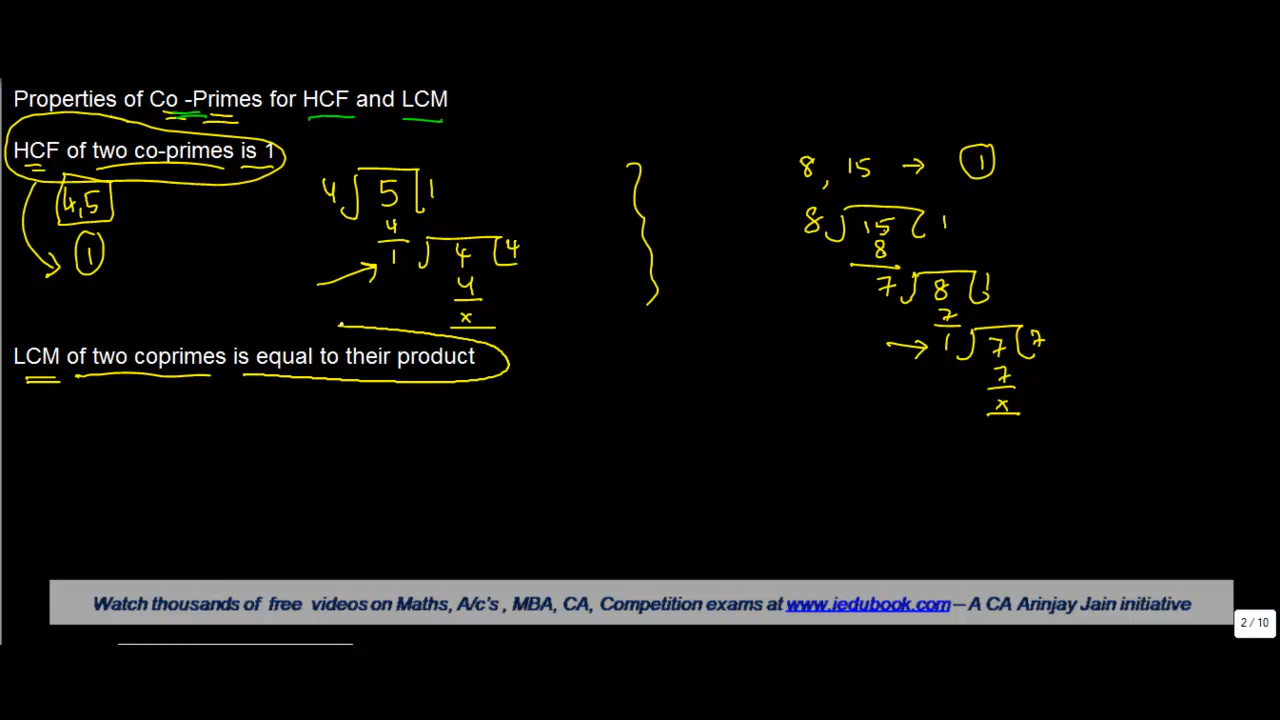 Properties of Co -Primes for HCF and LCM
HCF of two co-primes is 1
4,5
1
4 5 1
4
1 4 4
4
x
8, 15 → 1
8 15 1
8
7 8 1
7
1 7 7
7
x
LCM of two coprimes is equal to their product
Watch thousands of free videos on Maths, A/c's , MBA, CA, Competition exams at www.iedubook.com – A CA Arinjay Jain initiative
2 / 10